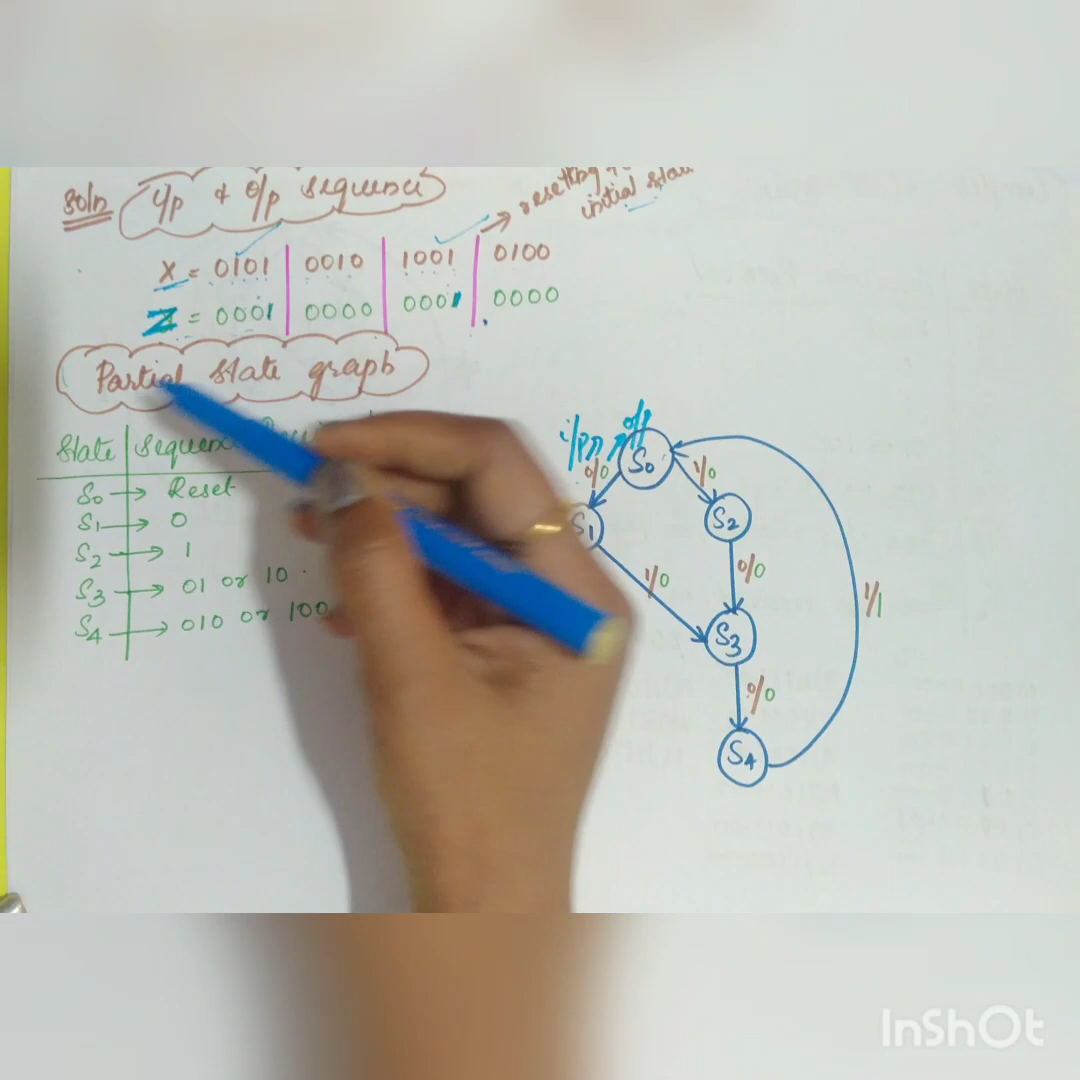 soln i/p & o/p sequence → resetting
initial state
X = 0101 | 0010 | 1001 | 0100
Z = 0001 | 0000 | 0001 | 0000
Partial state graph
State Sequence
S0 → Reset
S1 → 0
S2 → 1
S3 → 01 or 10
S4 → 010 or 100
i/p o/p
S0
0/0 1/0
S1 S2
1/0 0/0
1/1
S3
0/0
S4
InShOt